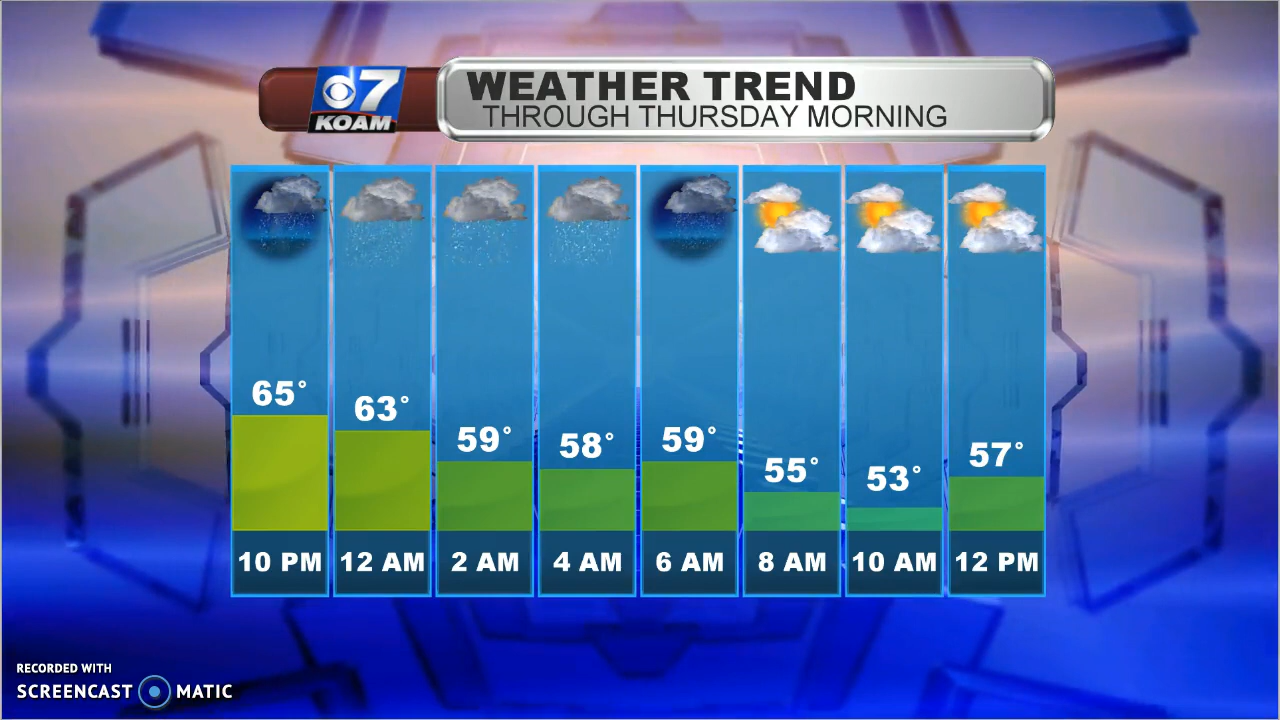 7
KOAM
WEATHER TREND
THROUGH THURSDAY MORNING
65° 63° 59° 58° 59° 55° 53° 57°
10 PM 12 AM 2 AM 4 AM 6 AM 8 AM 10 AM 12 PM
RECORDED WITH
SCREENCAST MATIC